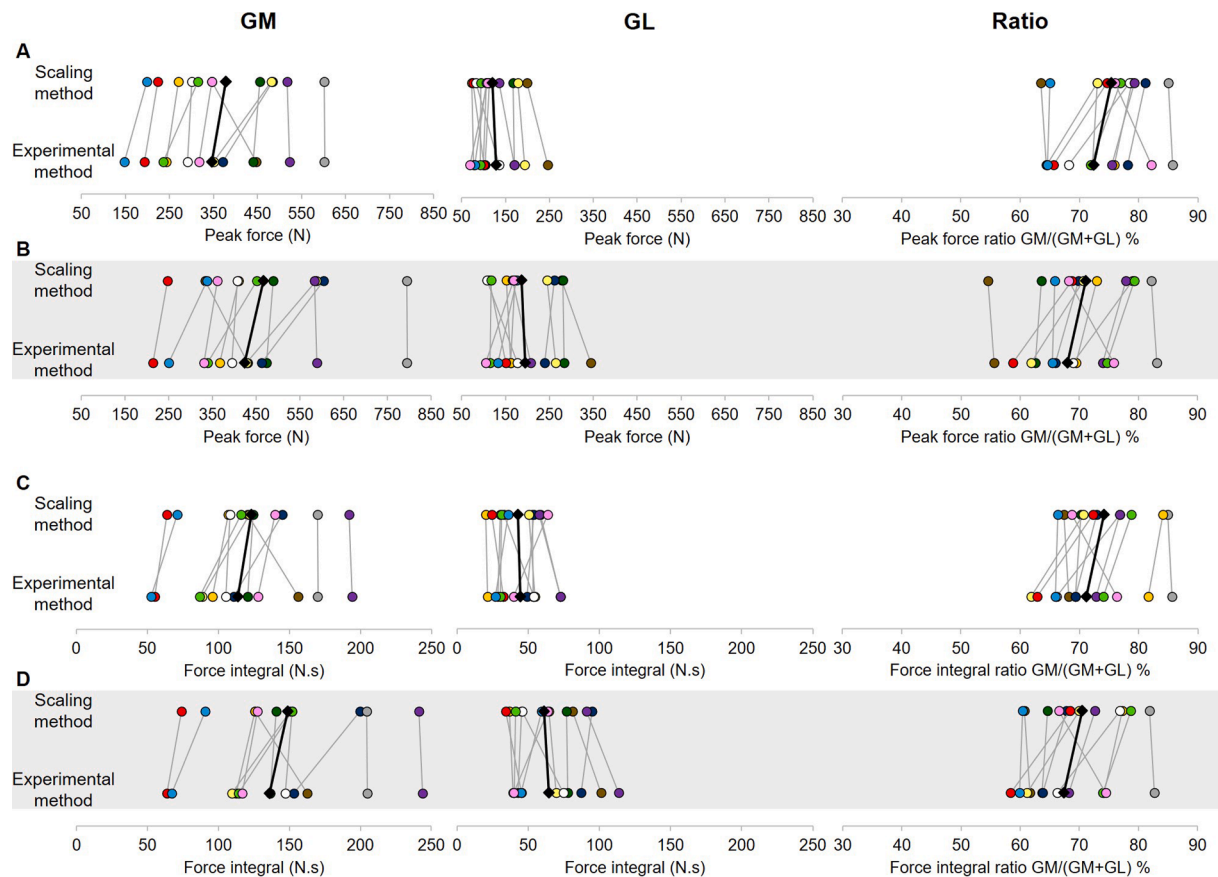 GM GL Ratio
A
Scaling
method
Experimental
method
50 150 250 350 450 550 650 750 850 50 150 250 350 450 550 650 750 850 30 40 50 60 70 80 90
Peak force (N) Peak force (N) Peak force ratio GM/(GM+GL) %
B
Scaling
method
Experimental
method
50 150 250 350 450 550 650 750 850 50 150 250 350 450 550 650 750 850 30 40 50 60 70 80 90
Peak force (N) Peak force (N) Peak force ratio GM/(GM+GL) %
C
Scaling
method
Experimental
method
0 50 100 150 200 250 0 50 100 150 200 250 30 40 50 60 70 80 90
Force integral (N.s) Force integral (N.s) Force integral ratio GM/(GM+GL) %
D
Scaling
method
Experimental
method
0 50 100 150 200 250 0 50 100 150 200 250 30 40 50 60 70 80 90
Force integral (N.s) Force integral (N.s) Force integral ratio GM/(GM+GL) %